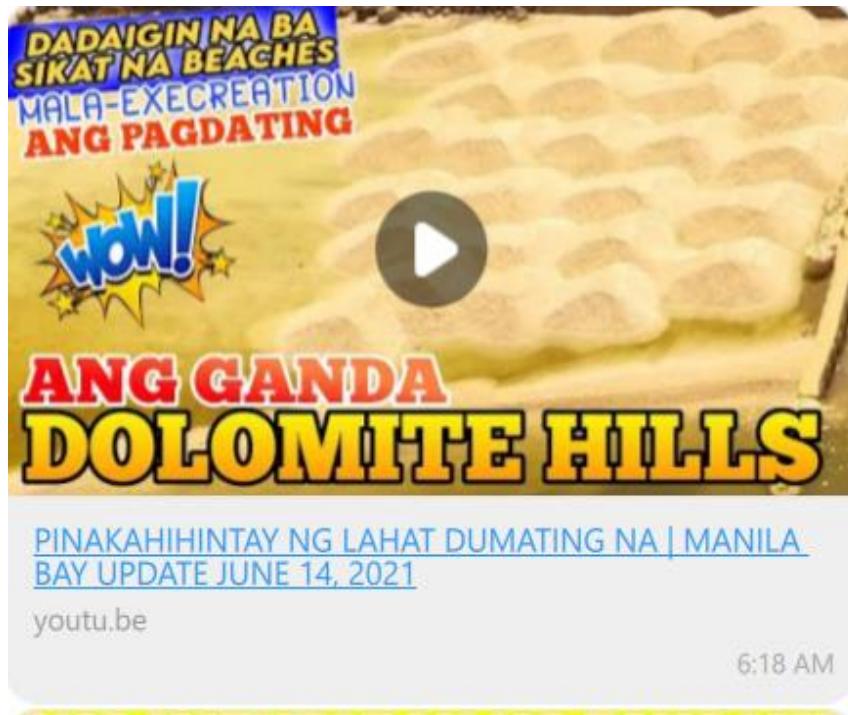 DADAIGIN NA BA
SIKAT NA BEACHES
MALA-EXECREATION
ANG PAGDATING
WOW!
ANG GANDA
DOLOMITE HILLS
PINAKAHIHINTAY NG LAHAT DUMATING NA | MANILA
BAY UPDATE JUNE 14, 2021
youtu.be
6:18 AM